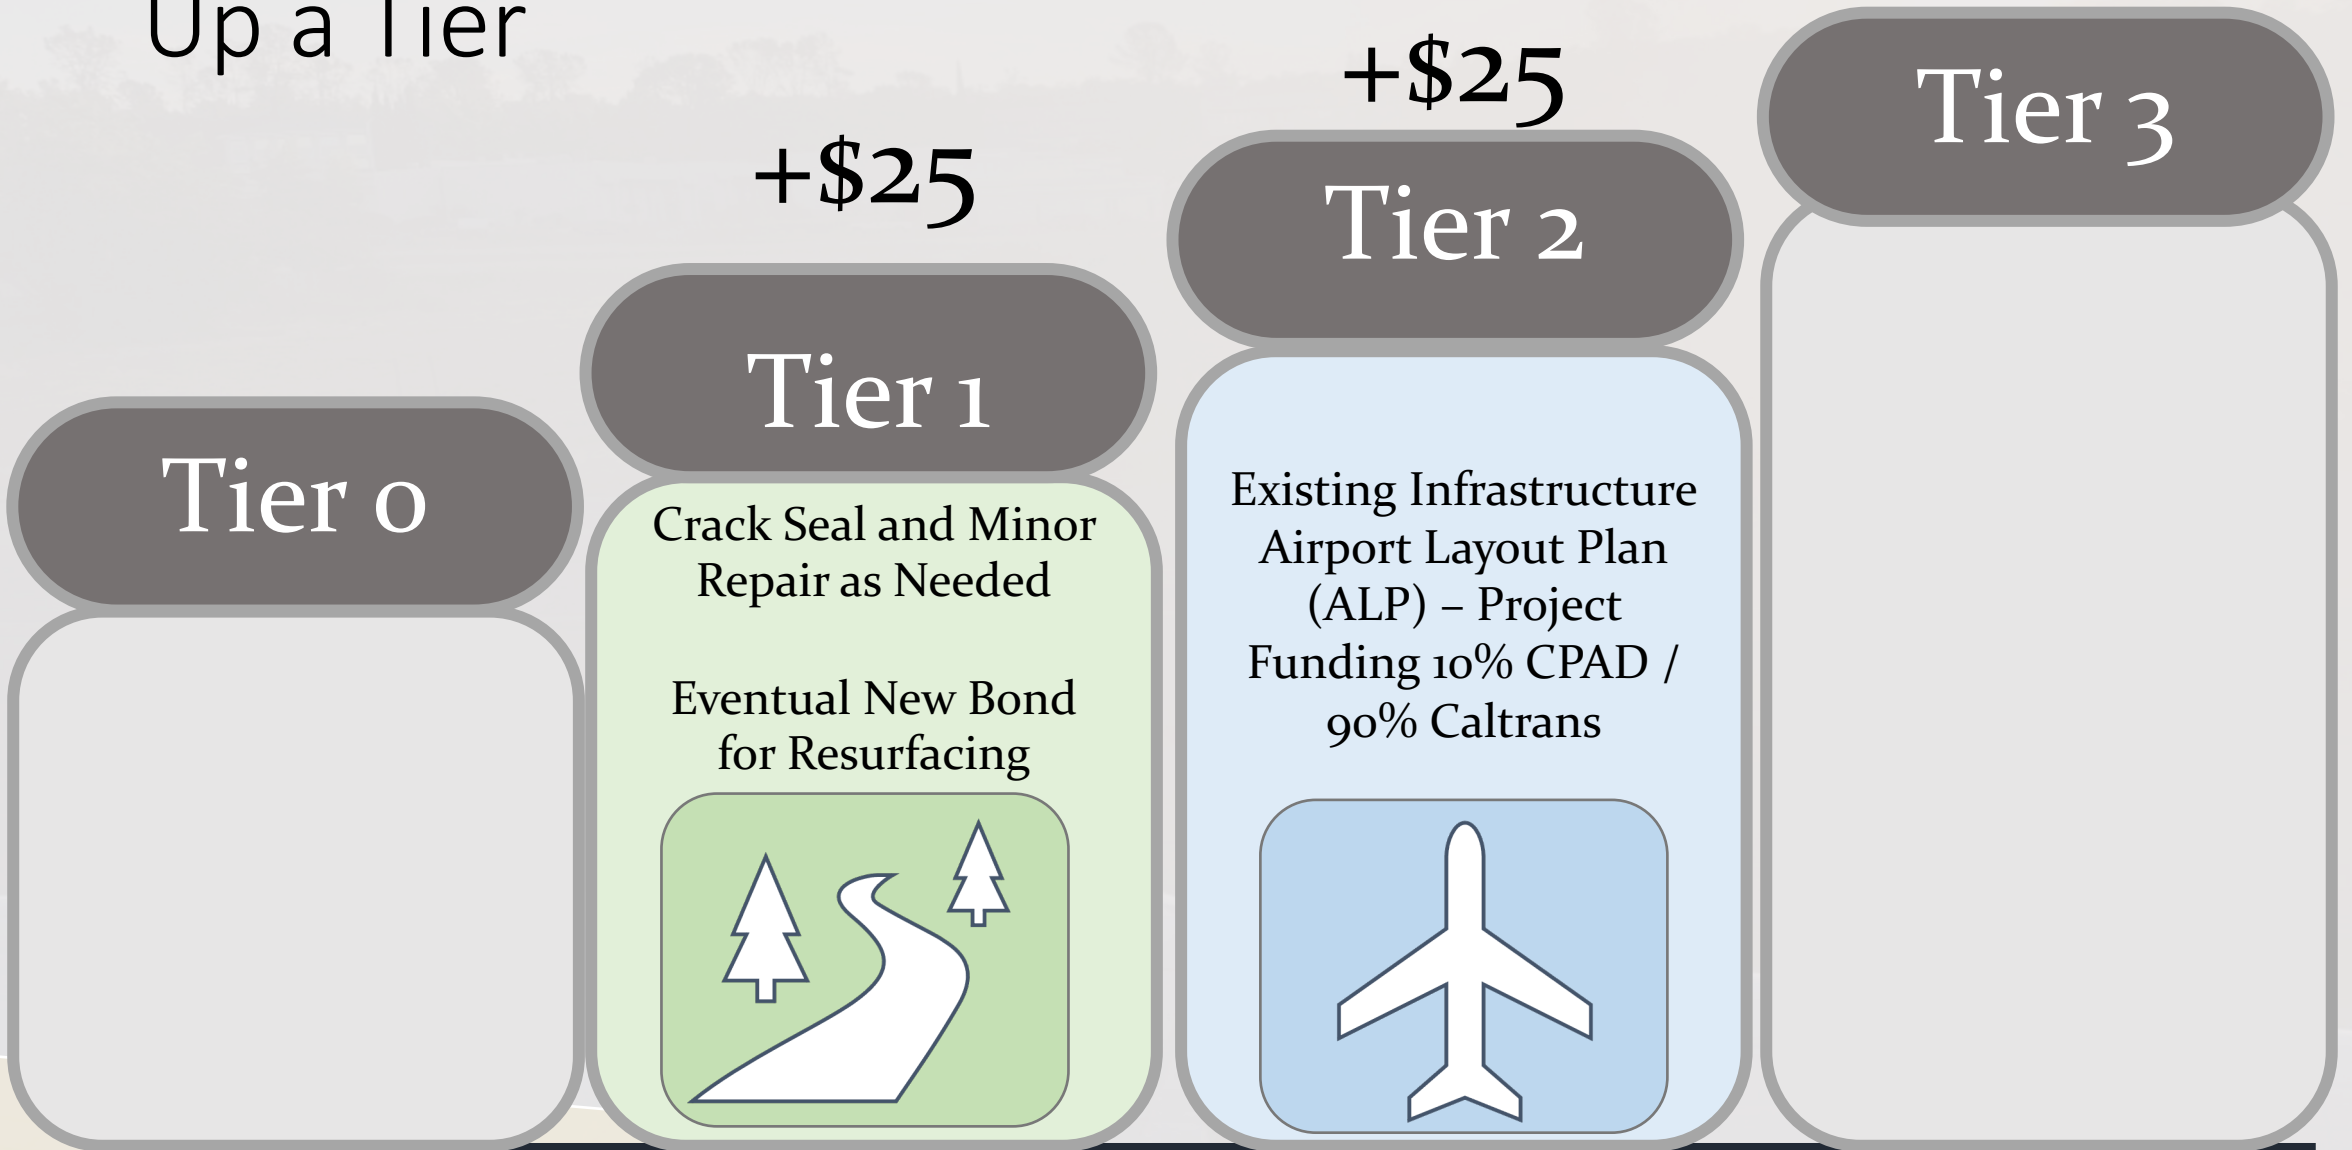 Up a Tier
+$25
+$25
Tier 3
Tier 2
Tier 1
Tier 0
Crack Seal and Minor
Repair as Needed
Eventual New Bond
for Resurfacing
Existing Infrastructure
Airport Layout Plan
(ALP) – Project
Funding 10% CPAD /
90% Caltrans